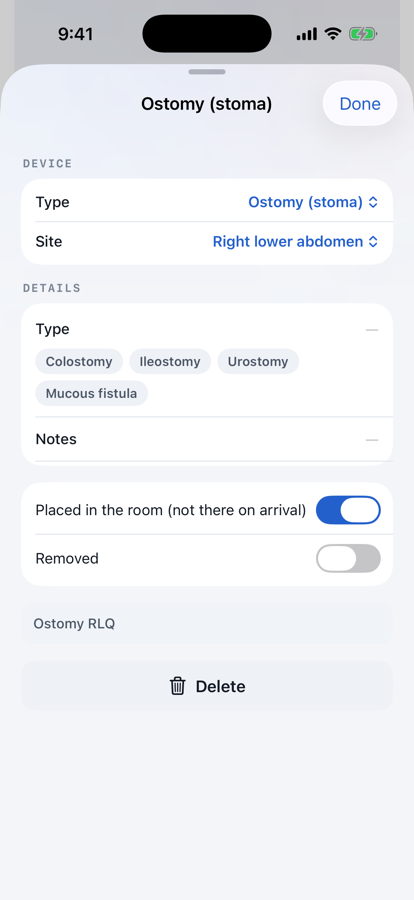 9:41
Ostomy (stoma)
Done
DEVICE
Type
Ostomy (stoma)
Site
Right lower abdomen
DETAILS
Type
—
Colostomy
Ileostomy
Urostomy
Mucous fistula
Notes
—
Placed in the room (not there on arrival)
Removed
Ostomy RLQ
Delete